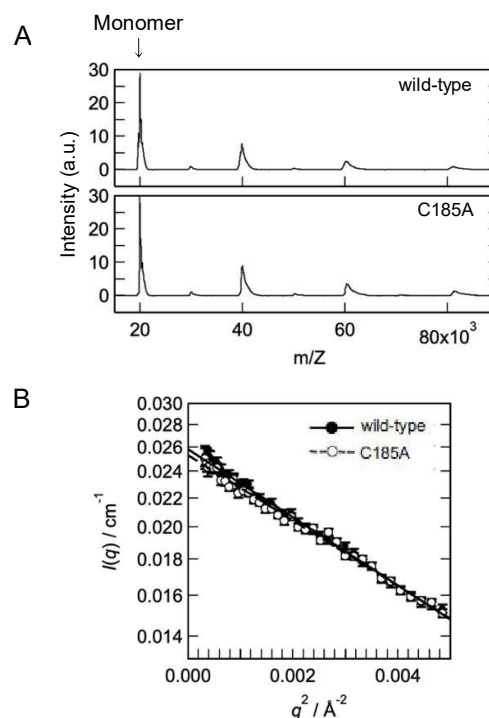 A
Monomer
↓
wild-type
30
20
10
0
C185A
30
20
10
0
Intensity (a.u.)
20
40
60
80x10³
m/Z
B
0.030
0.028
0.026
0.024
0.022
0.020
0.018
0.016
0.014
wild-type
C185A
I(q) / cm⁻¹
0.000
0.002
0.004
q² / Å⁻²